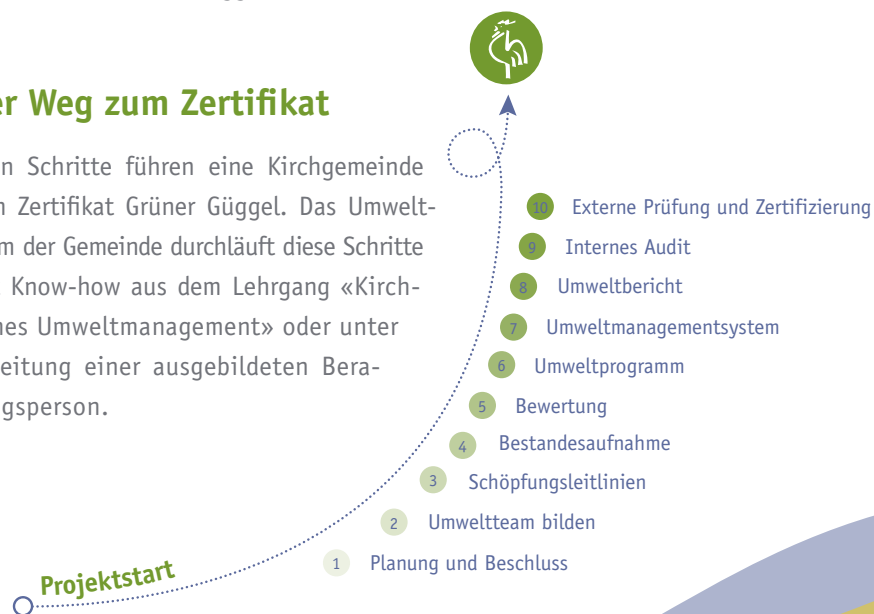 er Weg zum Zertifikat
n Schritte führen eine Kirchgemeinde
n Zertifikat Grüner Güggel. Das Umwelt-
m der Gemeinde durchläuft diese Schritte
Know-how aus dem Lehrgang «Kirch-
nes Umweltmanagement» oder unter
eitung einer ausgebildeten Bera-
gsperson.
10 Externe Prüfung und Zertifizierung
9 Internes Audit
8 Umweltbericht
7 Umweltmanagementsystem
6 Umweltprogramm
5 Bewertung
4 Bestandesaufnahme
3 Schöpfungsleitlinien
2 Umweltteam bilden
1 Planung und Beschluss
Projektstart